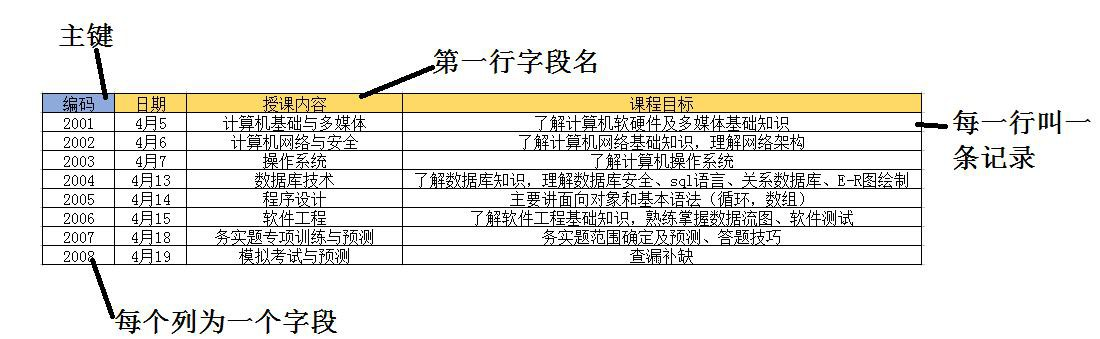 主键
第一行字段名
编码 日期 授课内容 课程目标
2001 4月5 计算机基础与多媒体 了解计算机软硬件及多媒体基础知识
每一行叫一
条记录
2002 4月6 计算机网络与安全 了解计算机网络基础知识，理解网络架构
2003 4月7 操作系统 了解计算机操作系统
2004 4月13 数据库技术 了解数据库知识，理解数据库安全、sql语言、关系数据库、E-R图绘制
2005 4月14 程序设计 主要讲面向对象和基本语法（循环，数组）
2006 4月15 软件工程 了解软件工程基础知识，熟练掌握数据流图、软件测试
2007 4月18 务实题专项训练与预测 务实题范围确定及预测、答题技巧
2008 4月19 模拟考试与预测 查漏补缺
每个列为一个字段